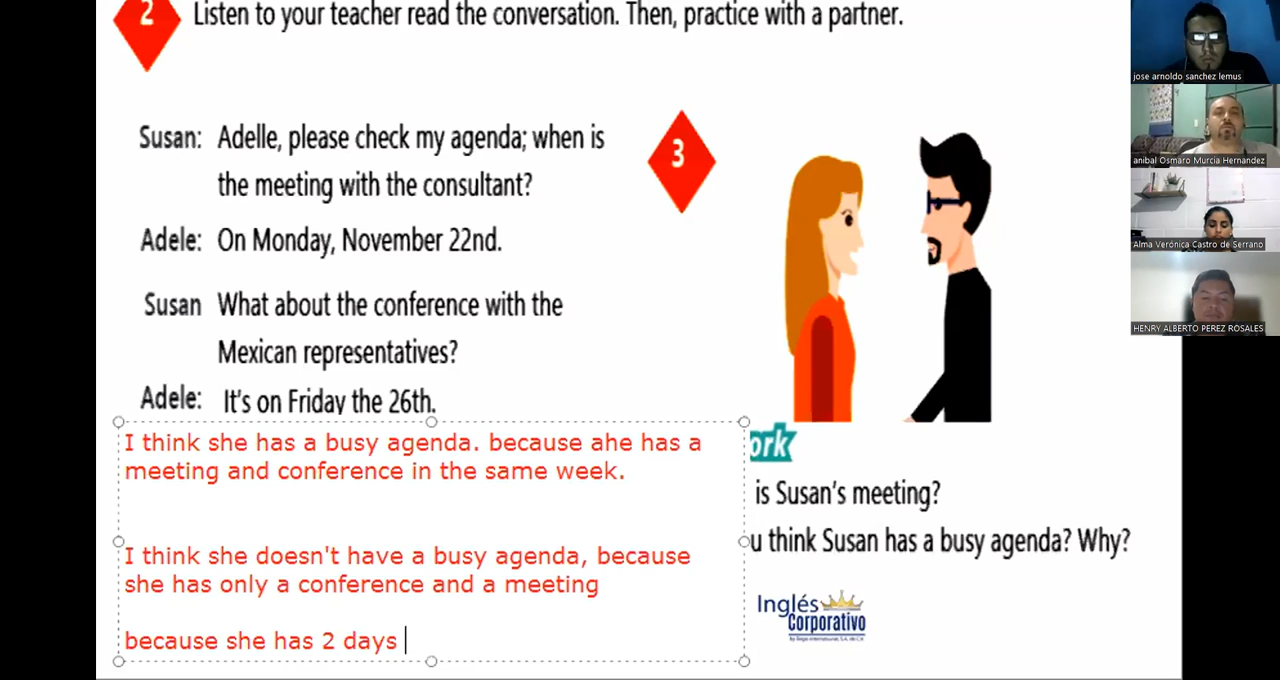 2
Listen to your teacher read the conversation. Then, practice with a partner.
Susan: Adelle, please check my agenda; when is
the meeting with the consultant?
Adele: On Monday, November 22nd.
Susan What about the conference with the
Mexican representatives?
Adele: It's on Friday the 26th.
3
I think she has a busy agenda. because ahe has a
meeting and conference in the same week.
I think she doesn't have a busy agenda, because
she has only a conference and a meeting
because she has 2 days
ork
is Susan's meeting?
u think Susan has a busy agenda? Why?
Inglés
Corporativo
jose arnoldo sanchez lemus
anibal Osmaro Murcia Hernandez
Alma Verónica Castro de Serrano
HENRY ALBERTO PEREZ ROSALES